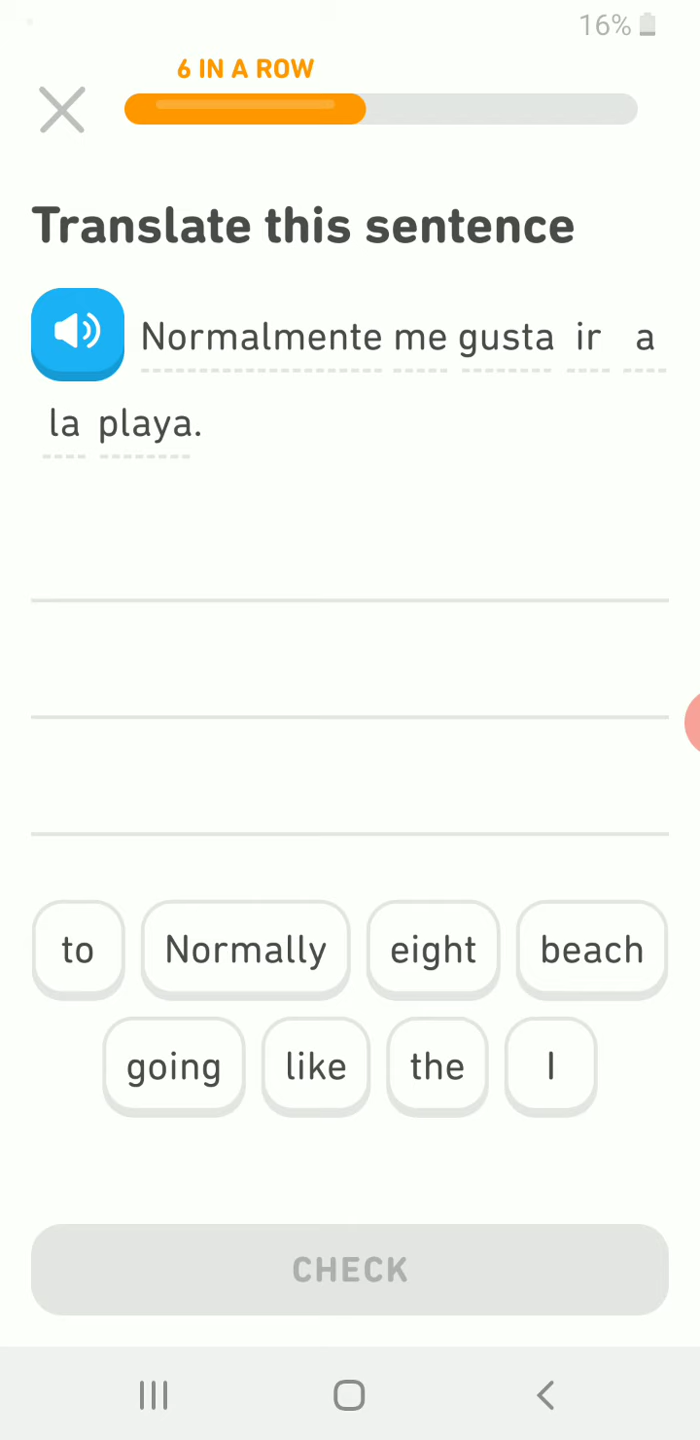 16%
6 IN A ROW
Translate this sentence
Normalmente me gusta ir a
la playa.
to Normally eight beach
going like the I
CHECK